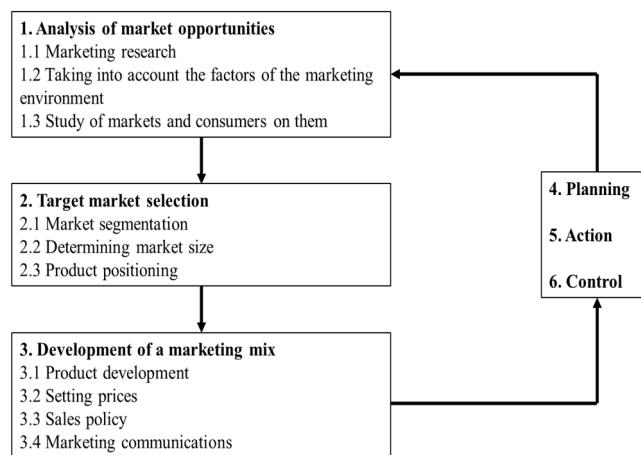 1. Analysis of market opportunities
1.1 Marketing research
1.2 Taking into account the factors of the marketing
environment
1.3 Study of markets and consumers on them
2. Target market selection
2.1 Market segmentation
2.2 Determining market size
2.3 Product positioning
3. Development of a marketing mix
3.1 Product development
3.2 Setting prices
3.3 Sales policy
3.4 Marketing communications
4. Planning
5. Action
6. Control